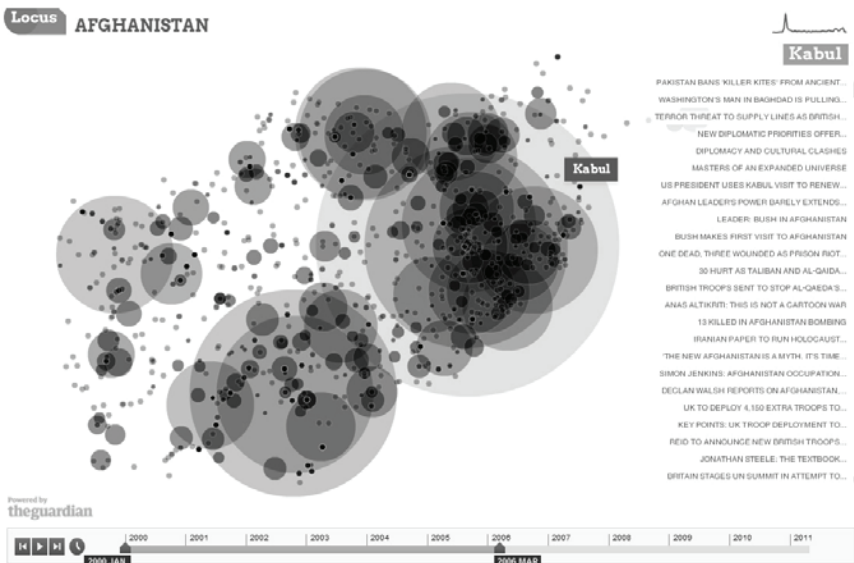 Locus
AFGHANISTAN
Kabul
PAKISTAN BANS 'KILLER KITES' FROM ANCIENT...
WASHINGTON'S MAN IN BAGHDAD IS PULLING...
TERROR THREAT TO SUPPLY LINES AS BRITISH...
NEW DIPLOMATIC PRIORITIES OFFER...
DIPLOMACY AND CULTURAL CLASHES
MASTERS OF AN EXPANDED UNIVERSE
Kabul
US PRESIDENT USES KABUL VISIT TO RENEW...
AFGHAN LEADER'S POWER BARELY EXTENDS...
LEADER: BUSH IN AFGHANISTAN
BUSH MAKES FIRST VISIT TO AFGHANISTAN
ONE DEAD, THREE WOUNDED AS PRISON RIOT...
30 HURT AS TALIBAN AND AL-QAIDA...
BRITISH TROOPS SENT TO STOP AL-QAEDA'S...
ANAS ALTIKRITI: THIS IS NOT A CARTOON WAR
13 KILLED IN AFGHANISTAN BOMBING
IRANIAN PAPER TO RUN HOLOCAUST...
'THE NEW AFGHANISTAN IS A MYTH. IT'S TIME...
SIMON JENKINS: AFGHANISTAN OCCUPATION...
DECLAN WALSH REPORTS ON AFGHANISTAN,...
UK TO DEPLOY 4,150 EXTRA TROOPS TO...
KEY POINTS: UK TROOP DEPLOYMENT TO...
REID TO ANNOUNCE NEW BRITISH TROOPS...
JONATHAN STEELE: THE TEXTBOOK...
BRITAIN STAGES UN SUMMIT IN ATTEMPT TO...
Powered by
theguardian
2000 2001 2002 2003 2004 2005 2006 2007 2008 2009 2010 2011
2000 JAN 2006 MAR